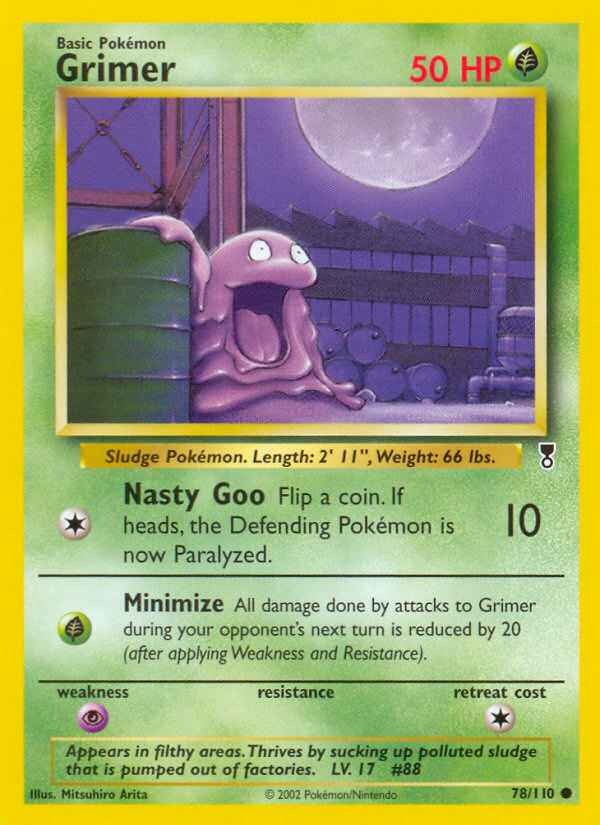 Basic Pokémon
Grimer
50 HP
Sludge Pokémon. Length: 2' 11", Weight: 66 lbs.
Nasty Goo Flip a coin. If
heads, the Defending Pokémon is
now Paralyzed.
10
Minimize All damage done by attacks to Grimer
during your opponent's next turn is reduced by 20
(after applying Weakness and Resistance).
weakness resistance retreat cost
Appears in filthy areas. Thrives by sucking up polluted sludge
that is pumped out of factories. LV. 17 #88
Illus. Mitsuhiro Arita © 2002 Pokémon/Nintendo 78/110